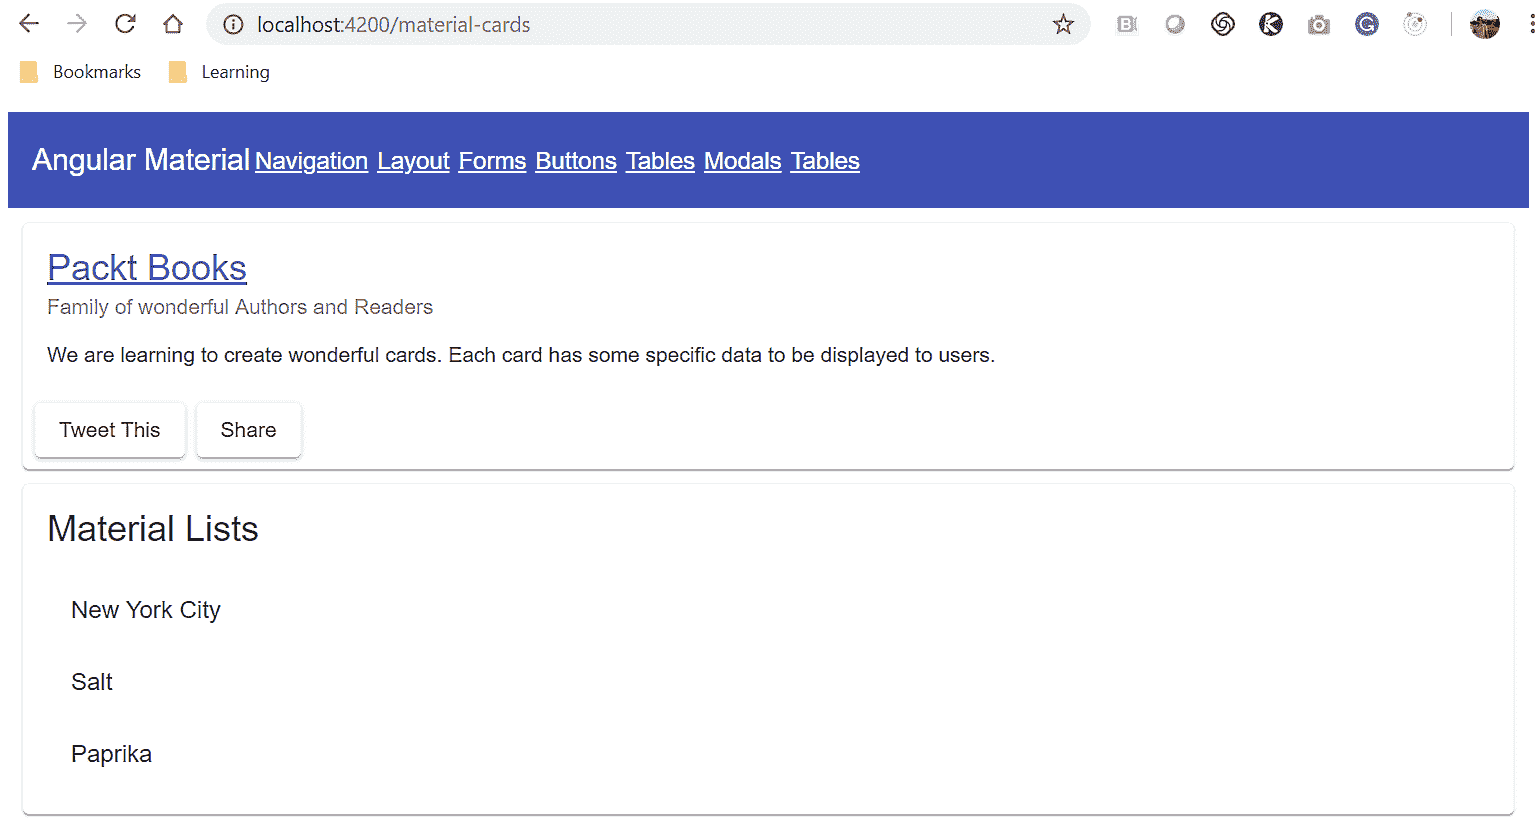 localhost:4200/material-cards
Bookmarks Learning
Angular Material Navigation Layout Forms Buttons Tables Modals Tables
Packt Books
Family of wonderful Authors and Readers
We are learning to create wonderful cards. Each card has some specific data to be displayed to users.
Tweet This Share
Material Lists
New York City
Salt
Paprika